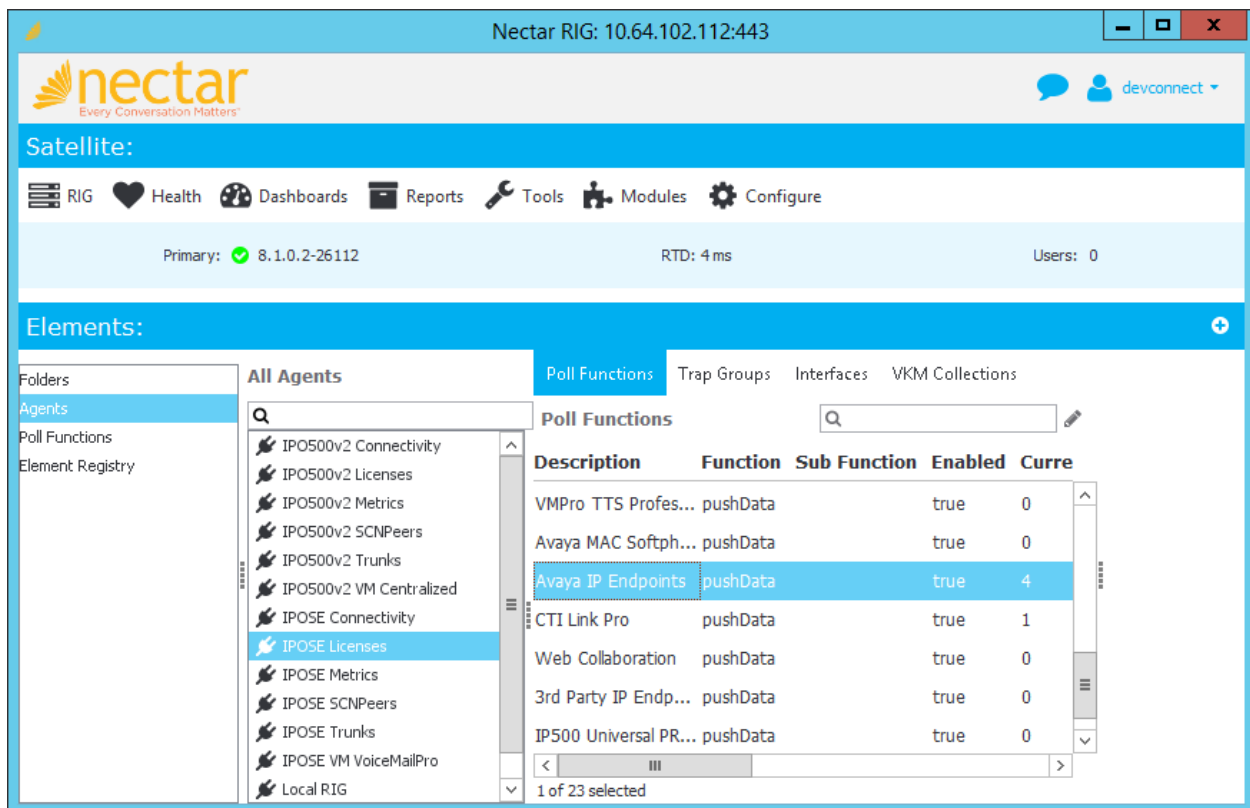 Nectar RIG: 10.64.102.112:443
nectar
Every Conversation Matters
devconnect
Satellite:
RIG Health Dashboards Reports Tools Modules Configure
Primary: 8.1.0.2-26112 RTD: 4 ms Users: 0
Elements:
Folders
Agents
Poll Functions
Element Registry
All Agents
IPO500v2 Connectivity
IPO500v2 Licenses
IPO500v2 Metrics
IPO500v2 SCNPeers
IPO500v2 Trunks
IPO500v2 VM Centralized
IPOSE Connectivity
IPOSE Licenses
IPOSE Metrics
IPOSE SCNPeers
IPOSE Trunks
IPOSE VM VoiceMailPro
Local RIG
Poll Functions Trap Groups Interfaces VKM Collections
Poll Functions
Description Function Sub Function Enabled Curre
VMPro TTS Profes... pushData true 0
Avaya MAC Softph... pushData true 0
Avaya IP Endpoints pushData true 4
CTI Link Pro pushData true 1
Web Collaboration pushData true 0
3rd Party IP Endp... pushData true 0
IP500 Universal PR... pushData true 0
1 of 23 selected